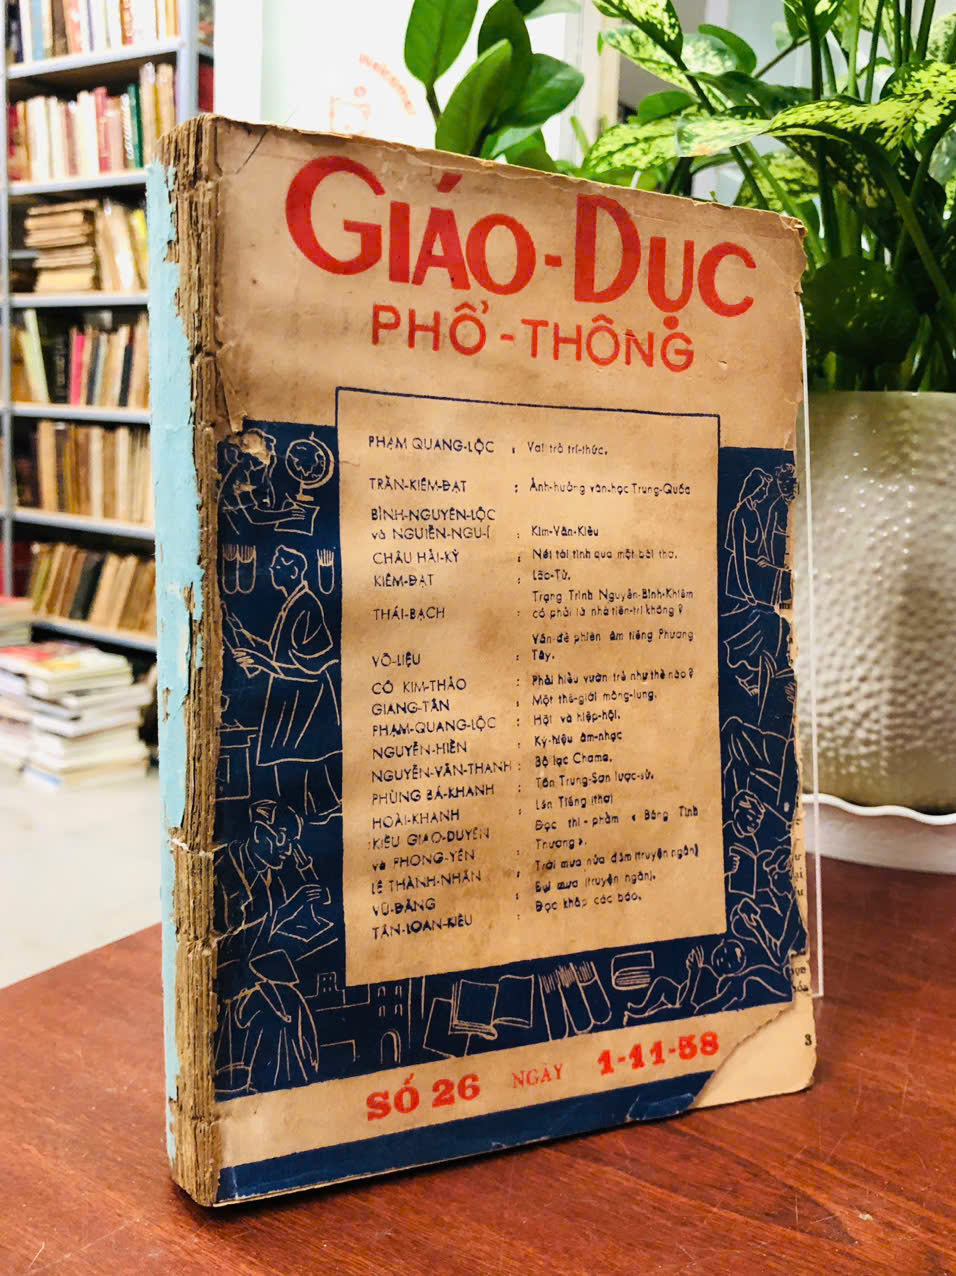 GIÁO-DỤC
PHỔ-THÔNG
PHẠM QUANG-LỘC : Vai trò trí-thức.
TRẦN-KIÊM-ĐẠT : Ảnh-hưởng văn-học Trung-Quốc
BÌNH-NGUYÊN-LỘC
và NGUIỄN-NGU-Í : Kim-Vân-Kiều
CHÂU HẢI-KỲ : Nét tài tình qua một bài thơ.
KIÊM-ĐẠT : Lão-Tử.
Trạng Trình Nguyễn-Bỉnh-Khiêm
THÁI-BẠCH : có phải là nhà tiên-tri không ?
Vấn-đề phiên âm tiếng Phương
VÕ-LIỆU : Tây.
CÔ KIM-THẢO : Phải hiểu vườn trẻ như thế nào ?
GIANG-TÂN : Một thế-giới mông-lung.
PHẠM-QUANG-LỘC : Hội và hiệp-hội.
NGUYỄN-HIỀN : Ký-hiệu âm-nhạc
NGUYỄN-VĂN-THANH : Bộ lạc Chams.
PHÙNG BÁ-KHANH : Tôn Trung-Sơn lược-sử.
HOÀI-KHANH : Lên Tiếng (thơ)
KIỀU GIAO-DUYÊN Đọc thi-phẩm « Băng Tinh
và PHONG-YÊN : Trương ».
LÊ THÀNH-NHÂN : Trời mưa nửa đêm (truyện ngắn)
VŨ-ĐẰNG : Bụi mưa (truyện ngắn).
TÂN-LOAN-KIỀU : Đọc khắp các báo.
SỐ 26 NGÀY 1-11-58
3